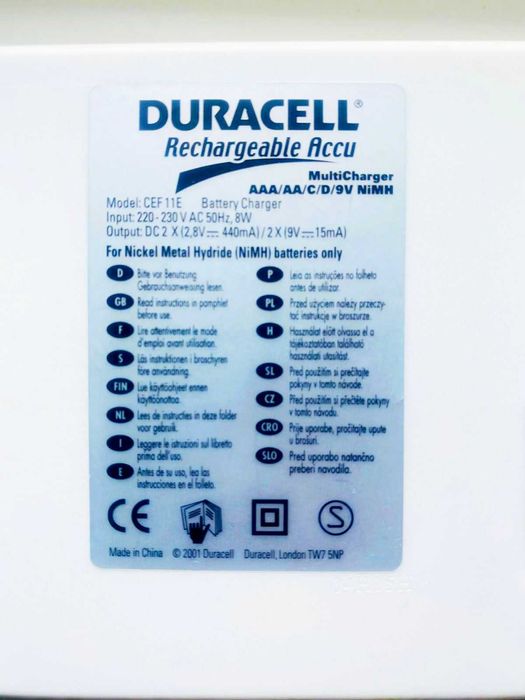 DURACELL®
Rechargeable Accu
MultiCharger
AAA/AA/C/D/9V NiMH
Model: CEF11E Battery Charger
Input: 220-230 V AC 50Hz, 8W
Output: DC 2 X (2,8V⎓ 440mA) / 2 X (9V⎓15mA)
For Nickel Metal Hydride (NiMH) batteries only
D Bitte vor Benutzung
Gebrauchsanweisung lesen.
GB Read instructions in pamphlet
before use.
F Lire attentivement le mode
d'emploi avant utilisation.
S Läs instruktionen i broschyren
före användning.
FIN Lue käyttöohjeet ennen
käyttöönottoa.
NL Lees de instructies in deze folder
voor gebruik.
I Leggere le istruzioni sul libretto
prima dell'uso.
E Antes de su uso, lea las
instrucciones en el folleto.
P Leia as instruções no folheto
antes de utilizar.
PL Przed użyciem należy przeczy-
tać instrukcję w broszurze.
H Használat előtt olvassa el a
tájékoztatóban található
használati utasítást.
SL Pred použitím si prečítajte
pokyny v tomto návode.
CZ Před použitím si přečtěte pokyny
v tomto návodu.
CRO Prije uporabe, pročitajte upute
u brošuri.
SLO Pred uporabo natančno
preberi navodila.
CE
S
Made in China © 2001 Duracell Duracell, London TW7 5NP